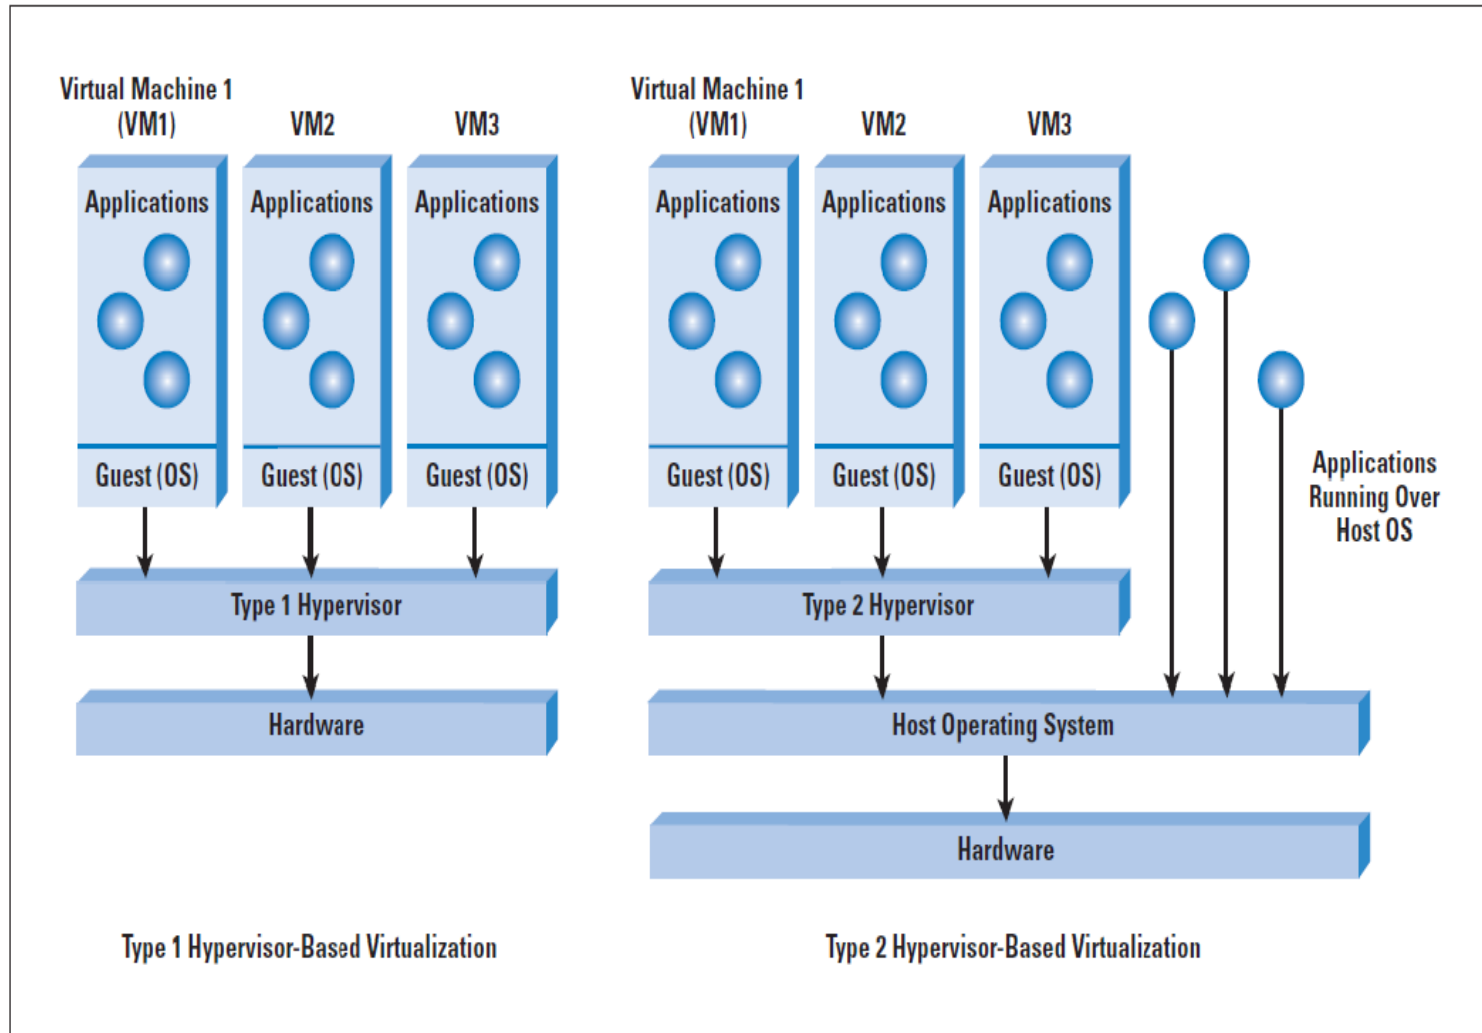 Virtual Machine 1
(VM1)
VM2
VM3
Applications
Applications
Applications
Guest (OS)
Guest (OS)
Guest (OS)
Type 1 Hypervisor
Hardware
Type 1 Hypervisor-Based Virtualization
Virtual Machine 1
(VM1)
VM2
VM3
Applications
Applications
Applications
Guest (OS)
Guest (OS)
Guest (OS)
Applications
Running Over
Host OS
Type 2 Hypervisor
Host Operating System
Hardware
Type 2 Hypervisor-Based Virtualization